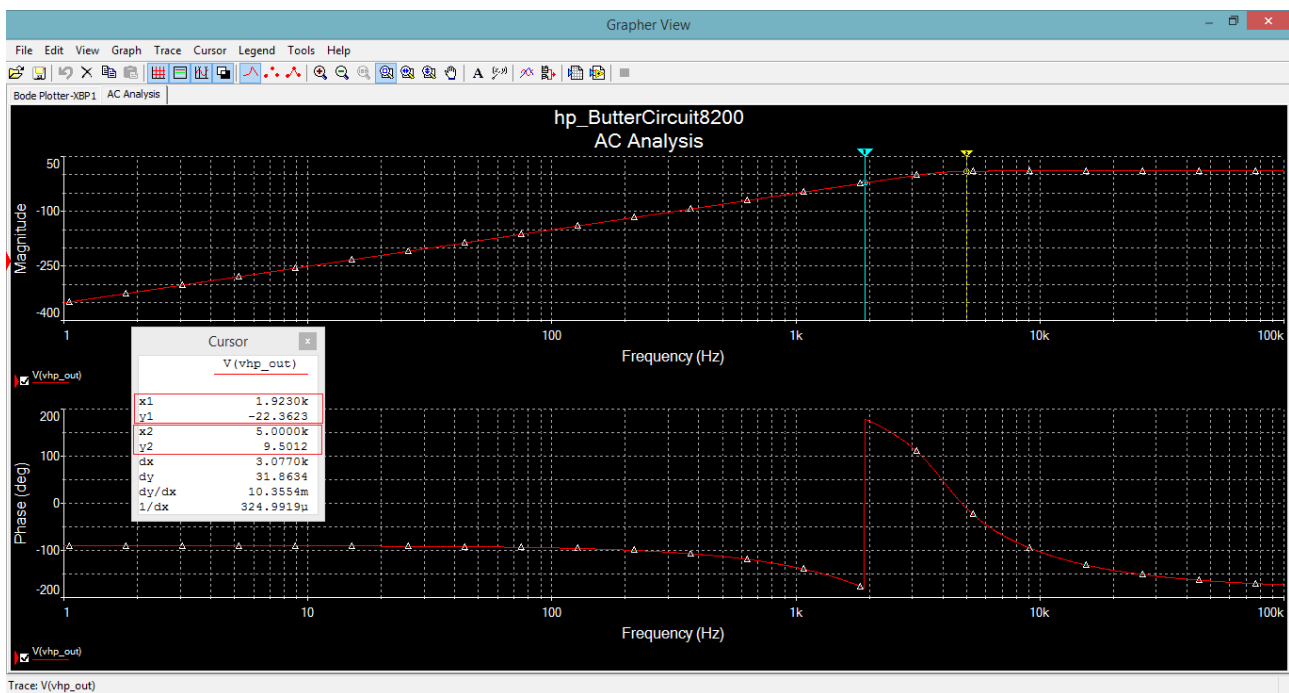 Grapher View
File Edit View Graph Trace Cursor Legend Tools Help
Bode Plotter-XBP1 AC Analysis
hp_ButterCircuit8200
AC Analysis
Magnitude
50
-100
-250
-400
1 100 1k 10k 100k
Frequency (Hz)
V(vhp_out)
Cursor
V(vhp_out)
x1 1.9230k
y1 -22.3623
x2 5.0000k
y2 9.5012
dx 3.0770k
dy 31.8634
dy/dx 10.3554m
1/dx 324.9919µ
Phase (deg)
200
100
0
-100
-200
1 10 100 1k 10k 100k
Frequency (Hz)
V(vhp_out)
Trace: V(vhp_out)